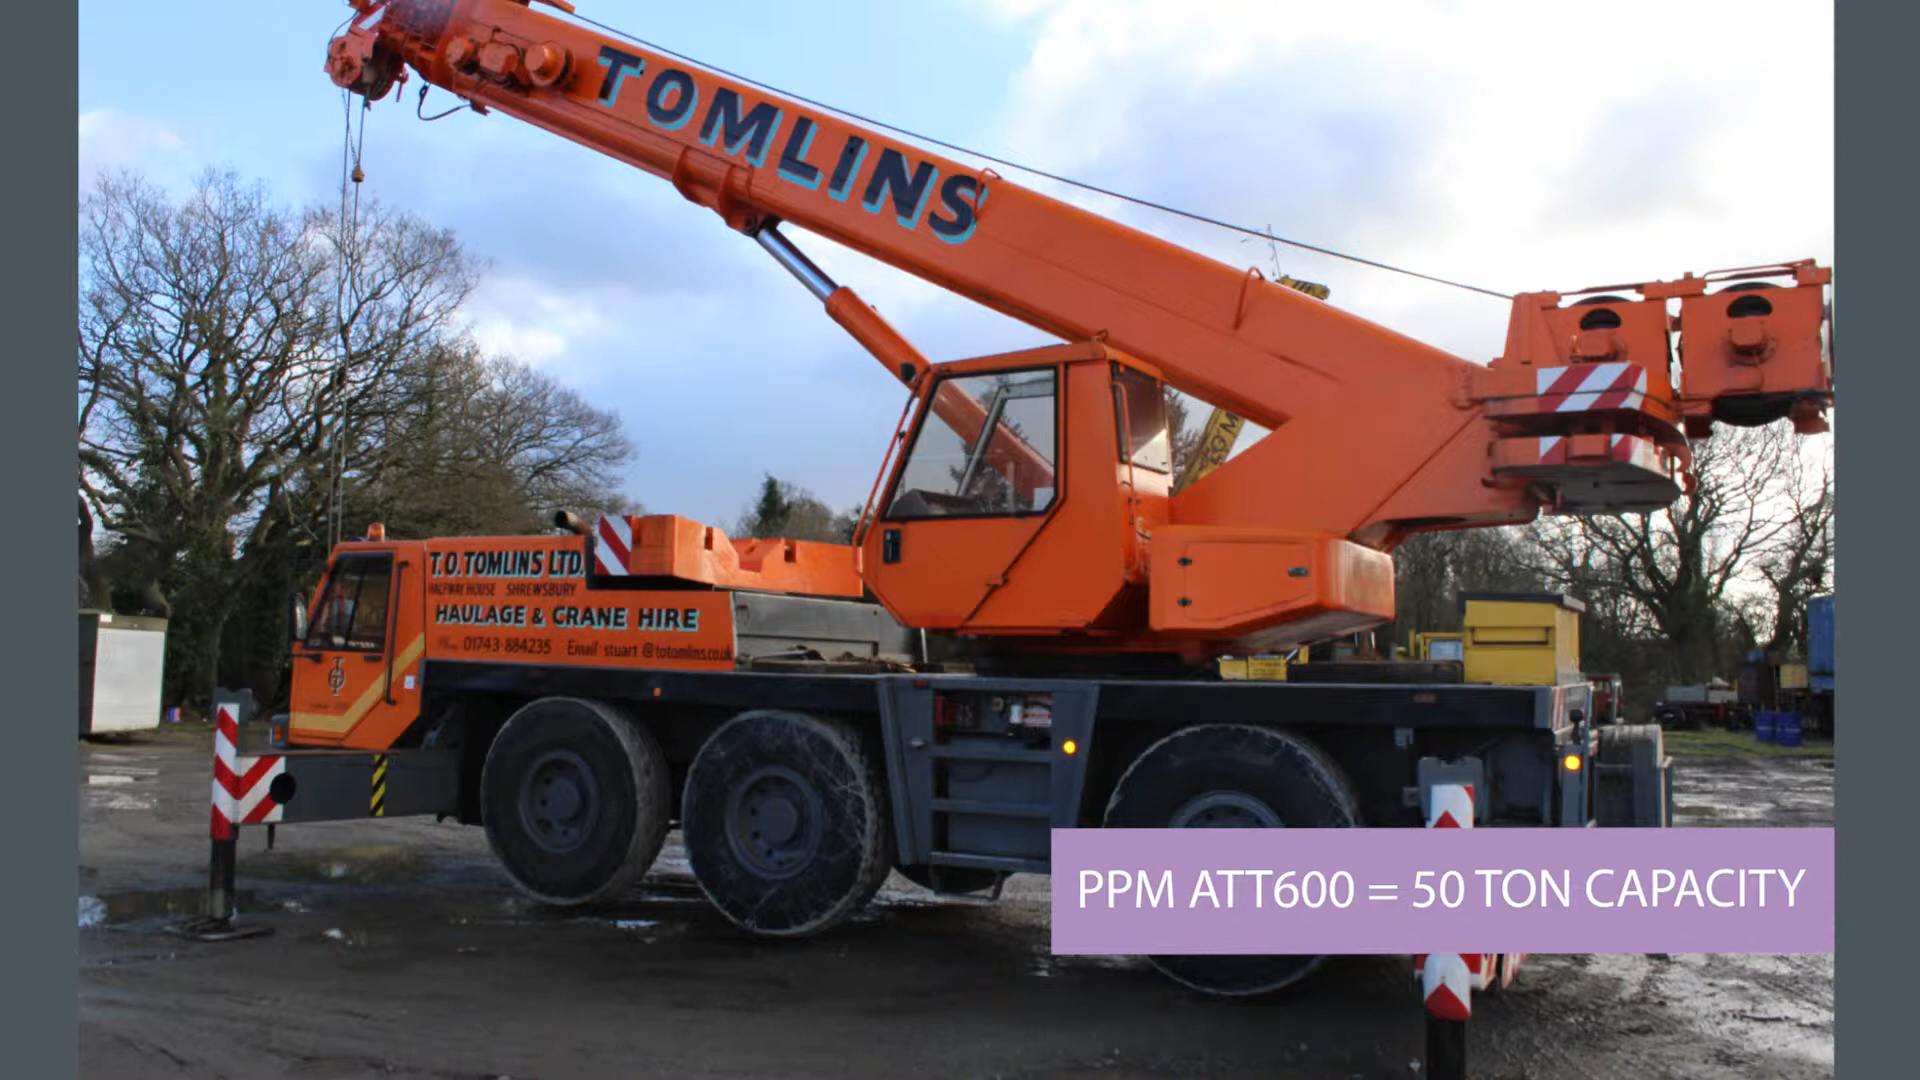 TOMLINS
T.O. TOMLINS LTD.
HALFWAY HOUSE SHREWSBURY
HAULAGE & CRANE HIRE
01743 884235 Email stuart@totomlins.co.uk
PPM ATT600 = 50 TON CAPACITY